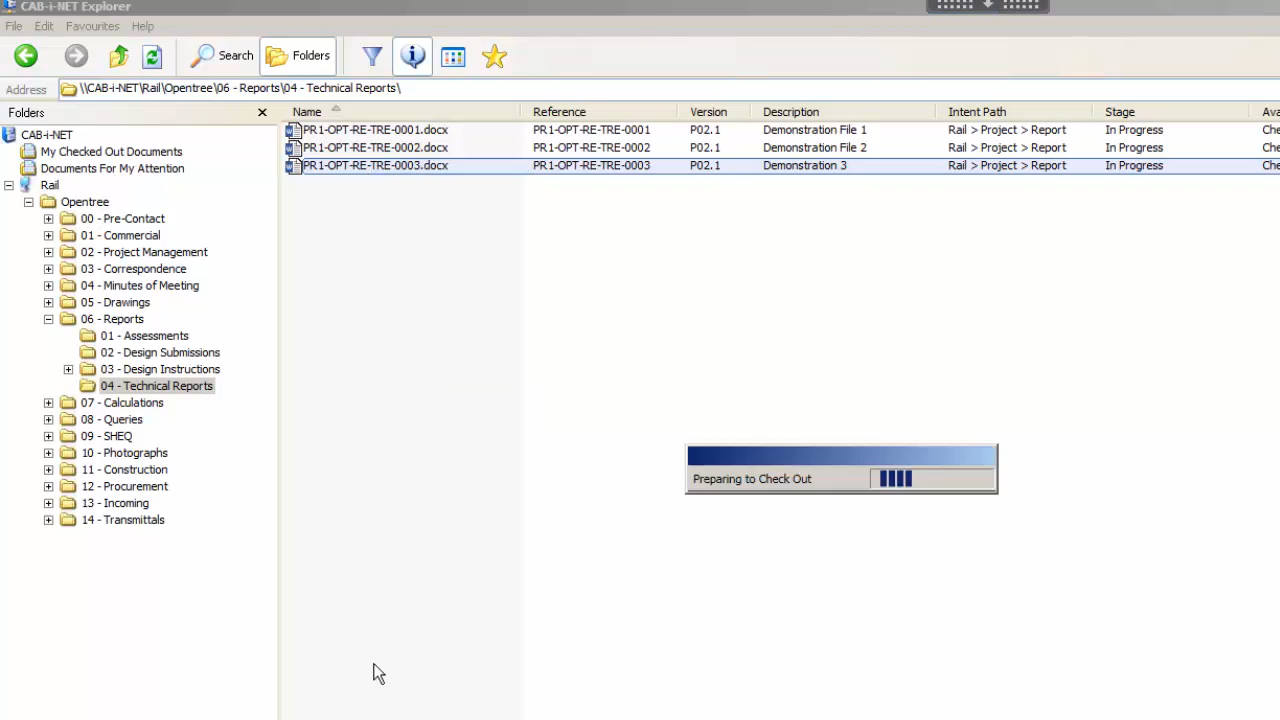 CAB-i-NET Explorer
File Edit Favourites Help
Search Folders
Address \\CAB-i-NET\Rail\Opentree\06 - Reports\04 - Technical Reports\
Folders
CAB-i-NET
My Checked Out Documents
Documents For My Attention
Rail
Opentree
00 - Pre-Contact
01 - Commercial
02 - Project Management
03 - Correspondence
04 - Minutes of Meeting
05 - Drawings
06 - Reports
01 - Assessments
02 - Design Submissions
03 - Design Instructions
04 - Technical Reports
07 - Calculations
08 - Queries
09 - SHEQ
10 - Photographs
11 - Construction
12 - Procurement
13 - Incoming
14 - Transmittals
Name Reference Version Description Intent Path Stage Ava
PR1-OPT-RE-TRE-0001.docx PR1-OPT-RE-TRE-0001 P02.1 Demonstration File 1 Rail > Project > Report In Progress Che
PR1-OPT-RE-TRE-0002.docx PR1-OPT-RE-TRE-0002 P02.1 Demonstration File 2 Rail > Project > Report In Progress Che
PR1-OPT-RE-TRE-0003.docx PR1-OPT-RE-TRE-0003 P02.1 Demonstration 3 Rail > Project > Report In Progress Che
Preparing to Check Out